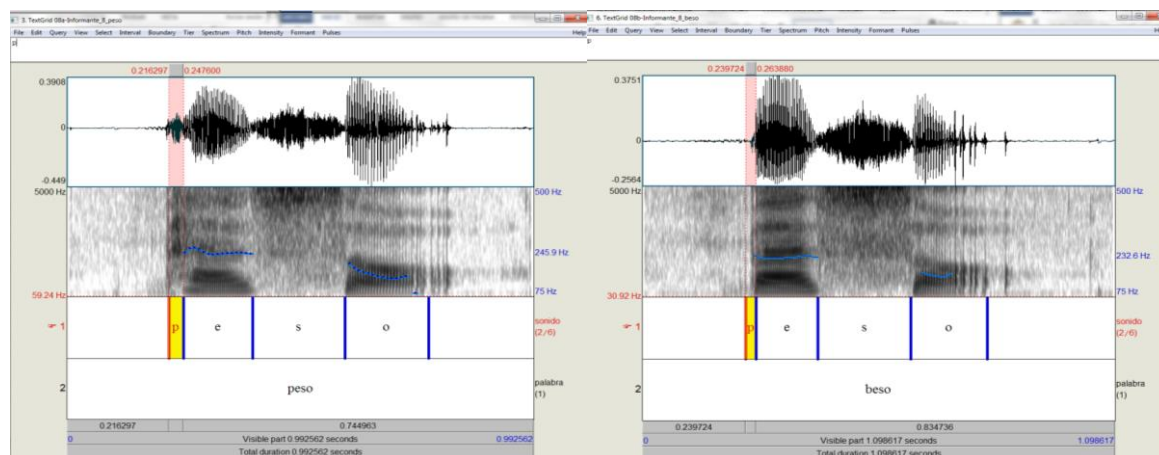 3. TextGrid 08a-Informante_8_peso
File Edit Query View Select Interval Boundary Tier Spectrum Pitch Intensity Formant Pulses Help
p
0.216297 0.247600
0.3908
0
-0.449
5000 Hz
500 Hz
245.9 Hz
59.24 Hz
75 Hz
1
p e s o
sonido
(2/6)
2
peso
palabra
(1)
0.216297 0.744963
0 Visible part 0.992562 seconds 0.992562
Total duration 0.992562 seconds
6. TextGrid 08b-Informante_8_beso
File Edit Query View Select Interval Boundary Tier Spectrum Pitch Intensity Formant Pulses H
p
0.239724 0.263880
0.3751
0
-0.2564
5000 Hz
500 Hz
232.6 Hz
30.92 Hz
75 Hz
1
p e s o
sonido
(2/6)
2
beso
palabra
(1)
0.239724 0.834736
0 Visible part 1.098617 seconds 1.098617
Total duration 1.098617 seconds